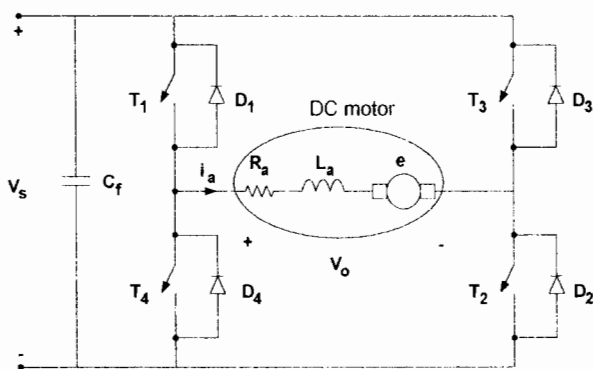 +
T1 D1 T3 D3
DC motor
Ra La e
ia
Vs Cf
+ -
Vo
T4 D4 T2 D2
-